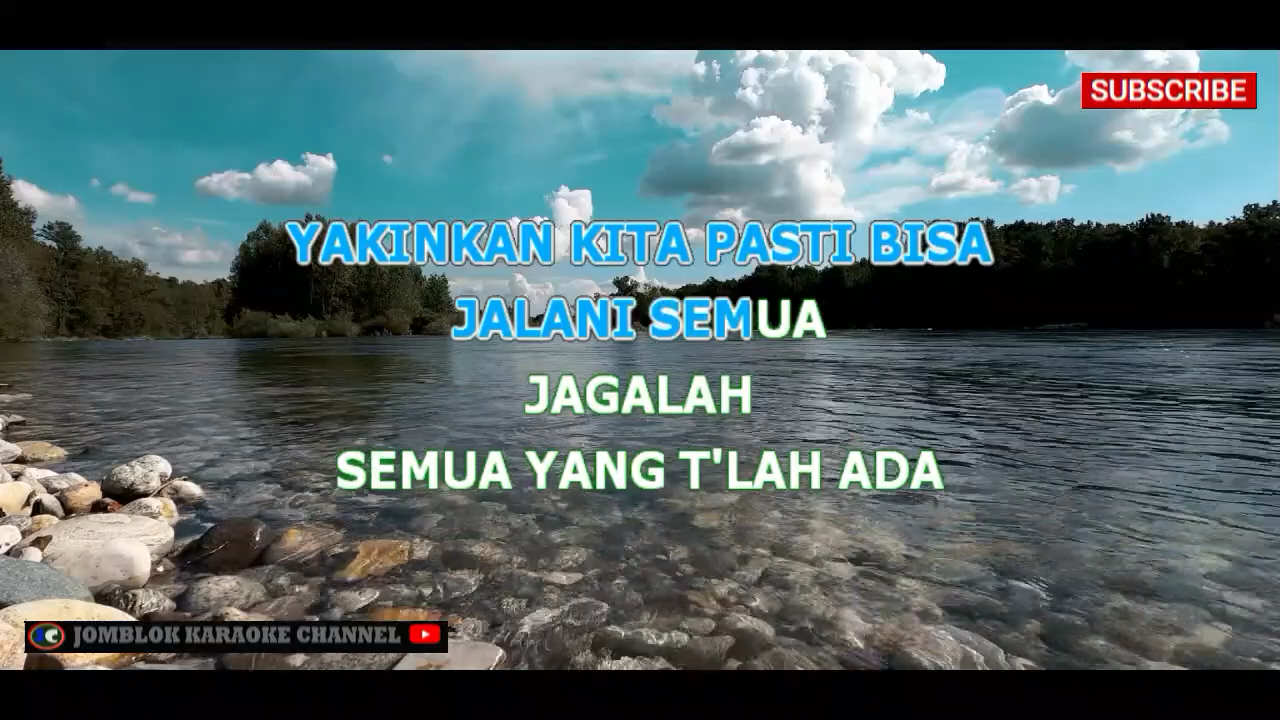 SUBSCRIBE
YAKINKAN KITA PASTI BISA
JALANI SEMUA
JAGALAH
SEMUA YANG T'LAH ADA
JOMBLOK KARAOKE CHANNEL